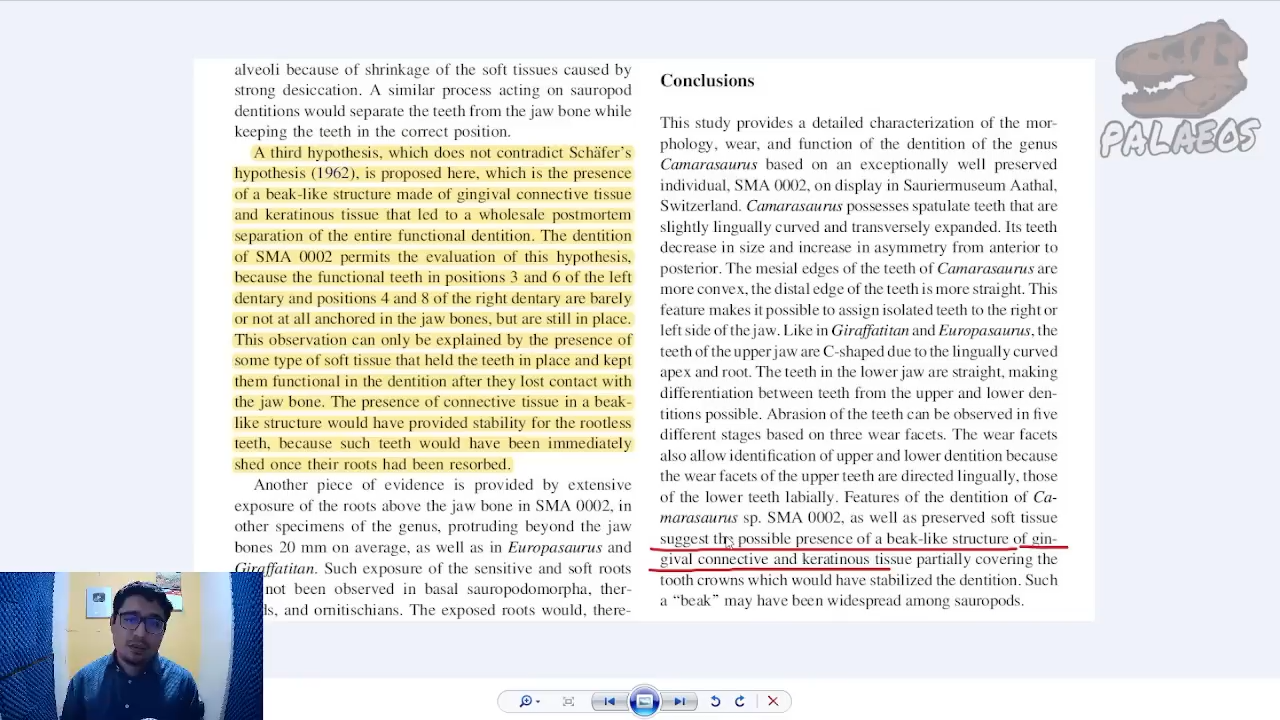 alveoli because of shrinkage of the soft tissues caused by
strong desiccation. A similar process acting on sauropod
dentitions would separate the teeth from the jaw bone while
keeping the teeth in the correct position.
A third hypothesis, which does not contradict Schäfer's
hypothesis (1962), is proposed here, which is the presence
of a beak-like structure made of gingival connective tissue
and keratinous tissue that led to a wholesale postmortem
separation of the entire functional dentition. The dentition
of SMA 0002 permits the evaluation of this hypothesis,
because the functional teeth in positions 3 and 6 of the left
dentary and positions 4 and 8 of the right dentary are barely
or not at all anchored in the jaw bones, but are still in place.
This observation can only be explained by the presence of
some type of soft tissue that held the teeth in place and kept
them functional in the dentition after they lost contact with
the jaw bone. The presence of connective tissue in a beak-
like structure would have provided stability for the rootless
teeth, because such teeth would have been immediately
shed once their roots had been resorbed.
Another piece of evidence is provided by extensive
exposure of the roots above the jaw bone in SMA 0002, in
other specimens of the genus, protruding beyond the jaw
bones 20 mm on average, as well as in Europasaurus and
Giraffatitan. Such exposure of the sensitive and soft roots
not been observed in basal sauropodomorpha, ther-
ds, and ornitischians. The exposed roots would, there-
Conclusions
This study provides a detailed characterization of the mor-
phology, wear, and function of the dentition of the genus
Camarasaurus based on an exceptionally well preserved
individual, SMA 0002, on display in Sauriermuseum Aathal,
Switzerland. Camarasaurus possesses spatulate teeth that are
slightly lingually curved and transversely expanded. Its teeth
decrease in size and increase in asymmetry from anterior to
posterior. The mesial edges of the teeth of Camarasaurus are
more convex, the distal edge of the teeth is more straight. This
feature makes it possible to assign isolated teeth to the right or
left side of the jaw. Like in Giraffatitan and Europasaurus, the
teeth of the upper jaw are C-shaped due to the lingually curved
apex and root. The teeth in the lower jaw are straight, making
differentiation between teeth from the upper and lower den-
titions possible. Abrasion of the teeth can be observed in five
different stages based on three wear facets. The wear facets
also allow identification of upper and lower dentition because
the wear facets of the upper teeth are directed lingually, those
of the lower teeth labially. Features of the dentition of Ca-
marasaurus sp. SMA 0002, as well as preserved soft tissue
suggest the possible presence of a beak-like structure of gin-
gival connective and keratinous tissue partially covering the
tooth crowns which would have stabilized the dentition. Such
a “beak” may have been widespread among sauropods.
PALAEOS